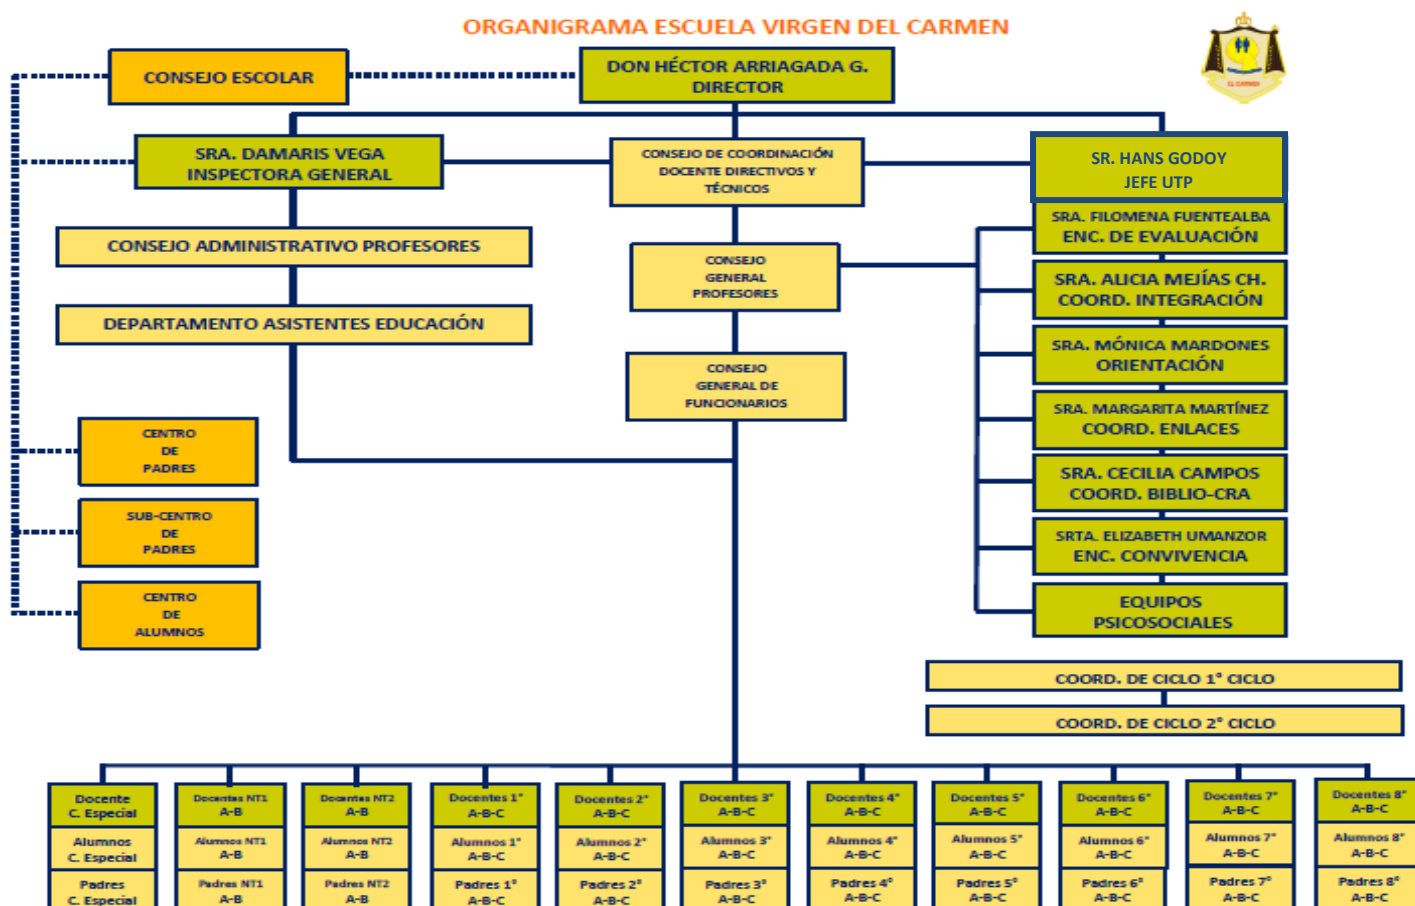 ORGANIGRAMA ESCUELA VIRGEN DEL CARMEN
EL CARMEN
CONSEJO ESCOLAR
DON HÉCTOR ARRIAGADA G.
DIRECTOR
SRA. DAMARIS VEGA
INSPECTORA GENERAL
CONSEJO DE COORDINACIÓN
DOCENTE DIRECTIVOS Y
TÉCNICOS
SR. HANS GODOY
JEFE UTP
CONSEJO ADMINISTRATIVO PROFESORES
DEPARTAMENTO ASISTENTES EDUCACIÓN
CONSEJO
GENERAL
PROFESORES
CONSEJO
GENERAL DE
FUNCIONARIOS
SRA. FILOMENA FUENTEALBA
ENC. DE EVALUACIÓN
SRA. ALICIA MEJÍAS CH.
COORD. INTEGRACIÓN
SRA. MÓNICA MARDONES
ORIENTACIÓN
SRA. MARGARITA MARTÍNEZ
COORD. ENLACES
SRA. CECILIA CAMPOS
COORD. BIBLIO-CRA
SRTA. ELIZABETH UMANZOR
ENC. CONVIVENCIA
EQUIPOS
PSICOSOCIALES
CENTRO
DE
PADRES
SUB-CENTRO
DE
PADRES
CENTRO
DE
ALUMNOS
COORD. DE CICLO 1° CICLO
COORD. DE CICLO 2° CICLO
Docente
C. Especial
Alumnos
C. Especial
Padres
C. Especial
Docentes NT1
A-B
Alumnos NT1
A-B
Padres NT1
A-B
Docentes NT2
A-B
Alumnos NT2
A-B
Padres NT2
A-B
Docentes 1°
A-B-C
Alumnos 1°
A-B-C
Padres 1°
A-B-C
Docentes 2°
A-B-C
Alumnos 2°
A-B-C
Padres 2°
A-B-C
Docentes 3°
A-B-C
Alumnos 3°
A-B-C
Padres 3°
A-B-C
Docentes 4°
A-B-C
Alumnos 4°
A-B-C
Padres 4°
A-B-C
Docentes 5°
A-B-C
Alumnos 5°
A-B-C
Padres 5°
A-B-C
Docentes 6°
A-B-C
Alumnos 6°
A-B-C
Padres 6°
A-B-C
Docentes 7°
A-B-C
Alumnos 7°
A-B-C
Padres 7°
A-B-C
Docentes 8°
A-B-C
Alumnos 8°
A-B-C
Padres 8°
A-B-C